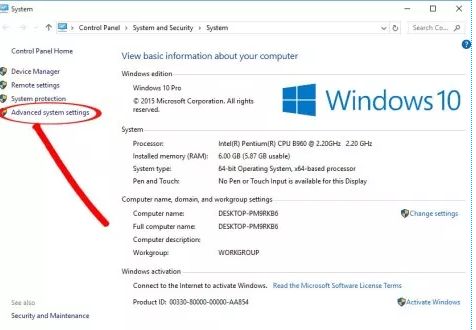 System
Control Panel > System and Security > System
Search Co...
Control Panel Home
Device Manager
Remote settings
System protection
Advanced system settings
See also
Security and Maintenance
View basic information about your computer
Windows edition
Windows 10 Pro
© 2015 Microsoft Corporation. All rights
reserved.
Windows 10
System
Processor: Intel(R) Pentium(R) CPU B960 @ 2.20GHz 2.20 GHz
Installed memory (RAM): 6.00 GB (5.87 GB usable)
System type: 64-bit Operating System, x64-based processor
Pen and Touch: No Pen or Touch Input is available for this Display
Computer name, domain, and workgroup settings
Computer name: DESKTOP-PM9RKB6
Change settings
Full computer name: DESKTOP-PM9RKB6
Computer description:
Workgroup: WORKGROUP
Windows activation
Connect to the Internet to activate Windows. Read the Microsoft Software License Terms
Product ID: 00330-80000-00000-AA854
Activate Windows